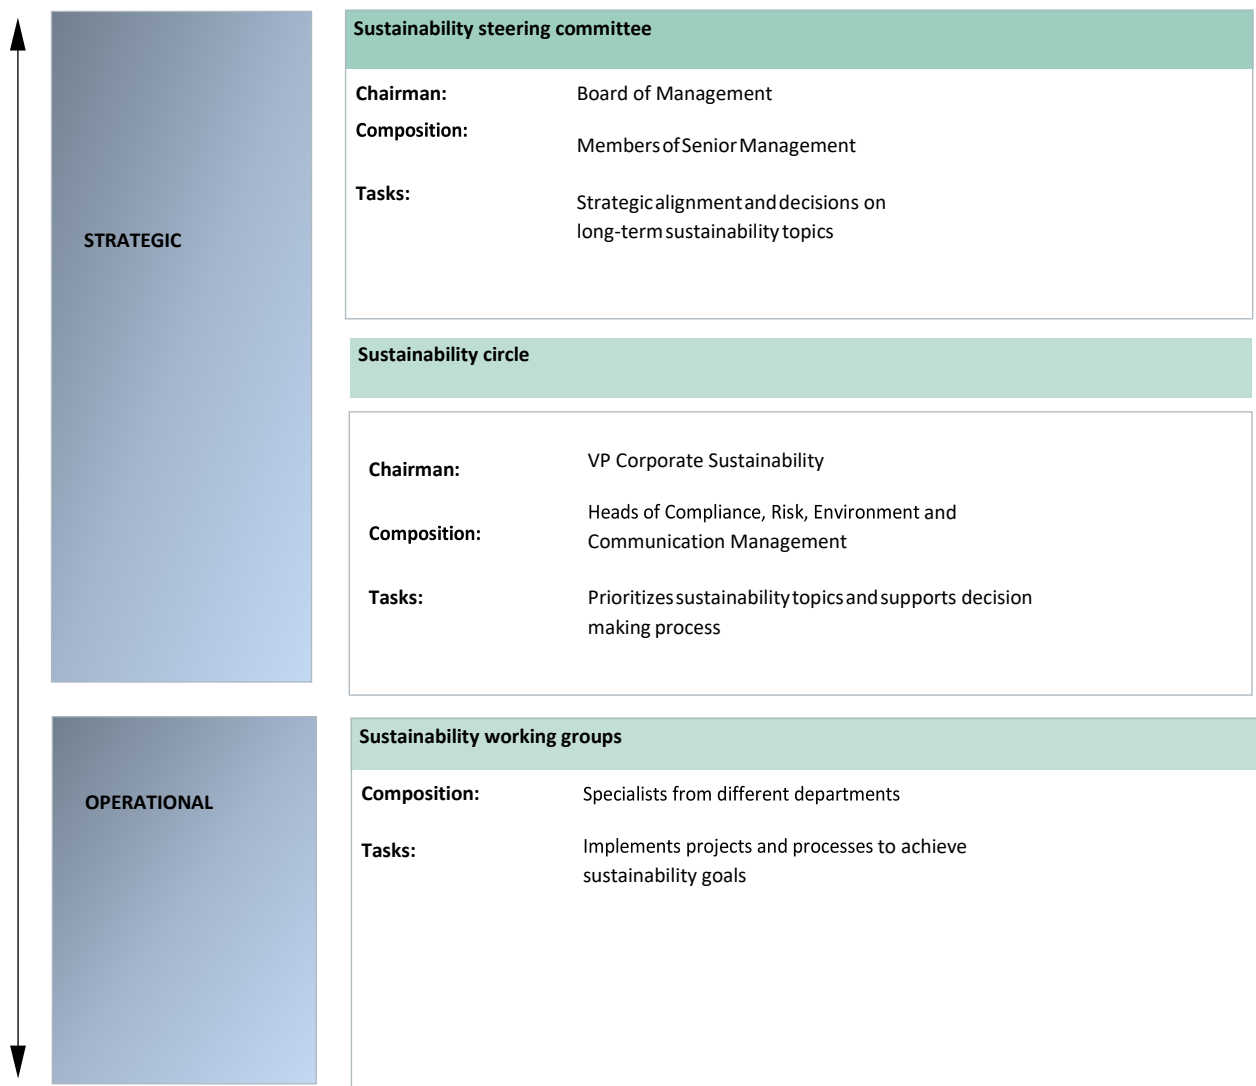 Sustainability steering committee
Chairman: Board of Management
Composition: Members of Senior Management
Tasks: Strategic alignment and decisions on
long-term sustainability topics
STRATEGIC
Sustainability circle
Chairman: VP Corporate Sustainability
Composition: Heads of Compliance, Risk, Environment and
Communication Management
Tasks: Prioritizes sustainability topics and supports decision
making process
Sustainability working groups
OPERATIONAL
Composition: Specialists from different departments
Tasks: Implements projects and processes to achieve
sustainability goals